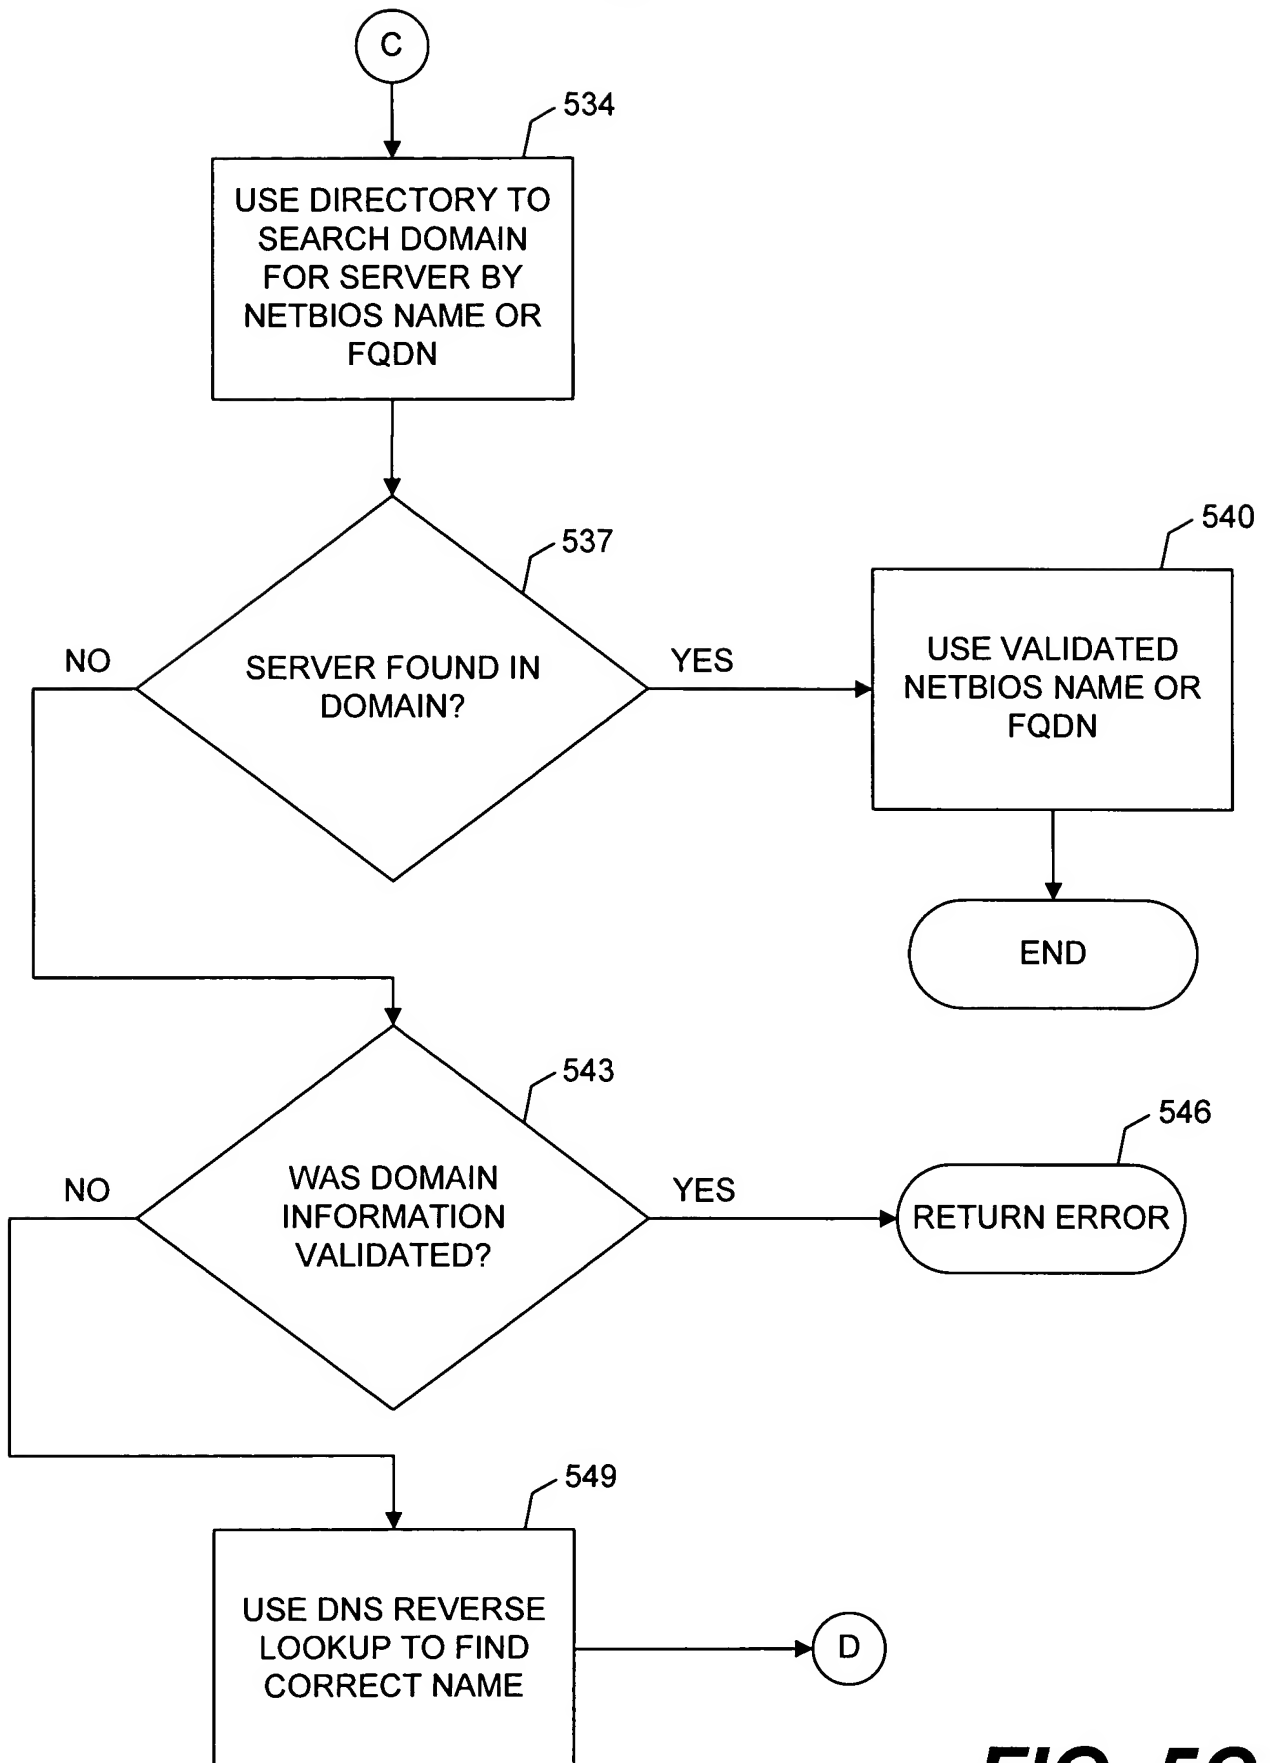 C
534
USE DIRECTORY TO
SEARCH DOMAIN
FOR SERVER BY
NETBIOS NAME OR
FQDN
537
540
NO
SERVER FOUND IN
DOMAIN?
YES
USE VALIDATED
NETBIOS NAME OR
FQDN
END
543
546
NO
WAS DOMAIN
INFORMATION
VALIDATED?
YES
RETURN ERROR
549
USE DNS REVERSE
LOOKUP TO FIND
CORRECT NAME
D